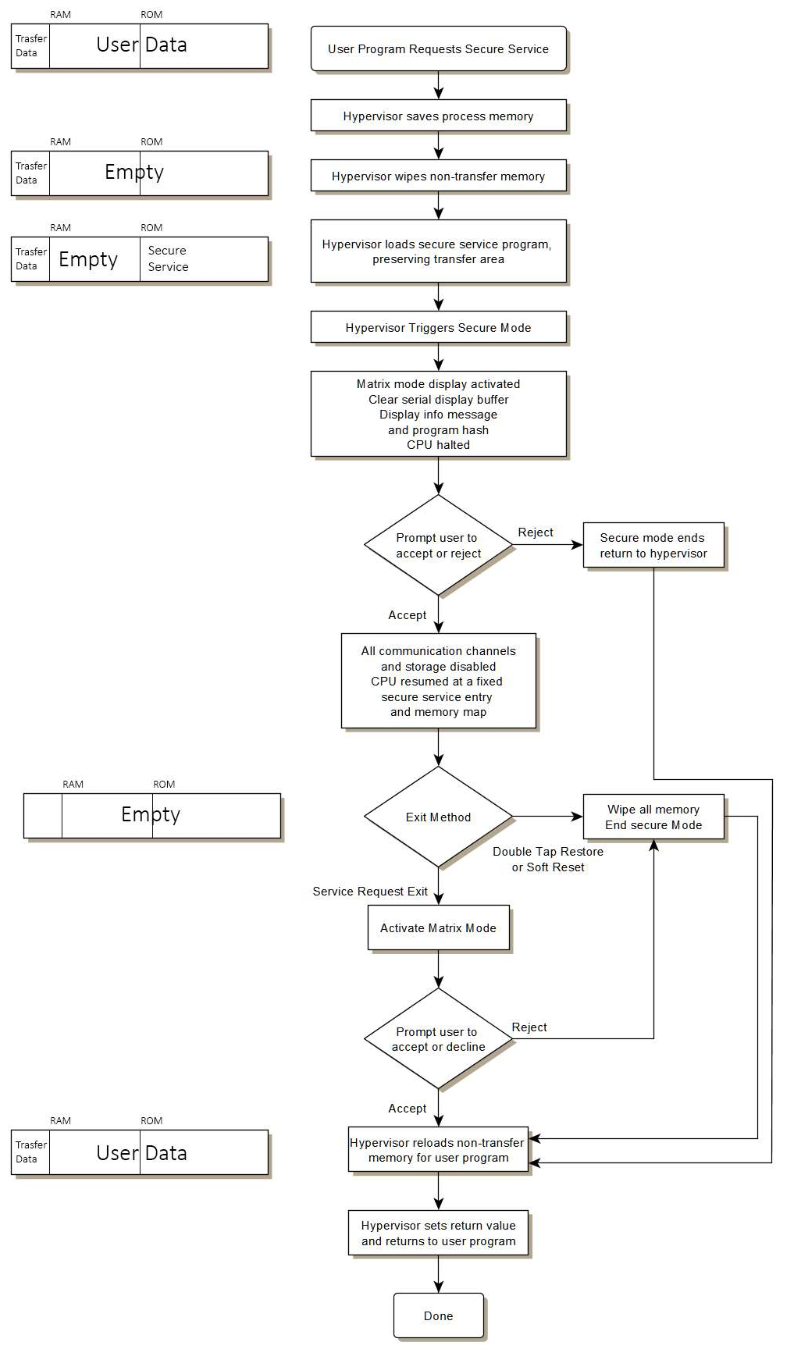 RAM ROM
Trasfer
Data
User Data
User Program Requests Secure Service
Hypervisor saves process memory
RAM ROM
Trasfer
Data
Empty
Hypervisor wipes non-transfer memory
RAM ROM
Trasfer
Data
Empty
Secure
Service
Hypervisor loads secure service program,
preserving transfer area
Hypervisor Triggers Secure Mode
Matrix mode display activated
Clear serial display buffer
Display info message
and program hash
CPU halted
Prompt user to
accept or reject
Reject
Secure mode ends
return to hypervisor
Accept
All communication channels
and storage disabled
CPU resumed at a fixed
secure service entry
and memory map
RAM ROM
Empty
Exit Method
Wipe all memory
End secure Mode
Double Tap Restore
or Soft Reset
Service Request Exit
Activate Matrix Mode
Prompt user to
accept or decline
Reject
Accept
RAM ROM
Trasfer
Data
User Data
Hypervisor reloads non-transfer
memory for user program
Hypervisor sets return value
and returns to user program
Done